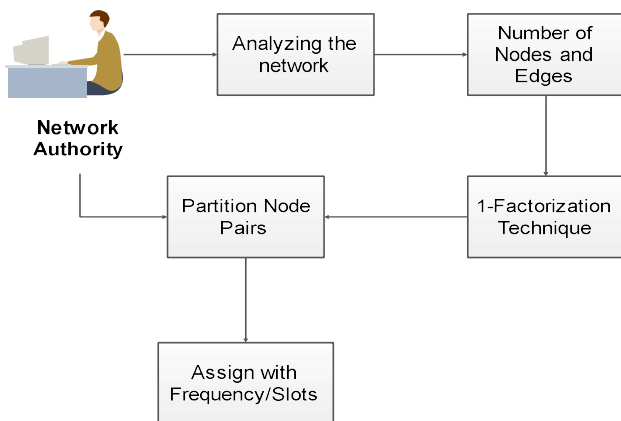 Analyzing the
network
Number of
Nodes and
Edges
Network
Authority
Partition Node
Pairs
1-Factorization
Technique
Assign with
Frequency/Slots